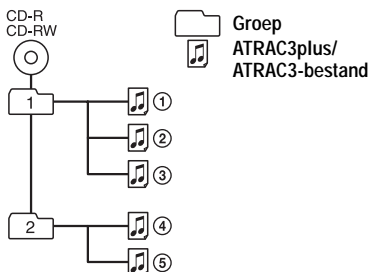 CD-R
CD-RW
Groep
ATRAC3plus/
ATRAC3-bestand
1
①
②
③
2
④
⑤